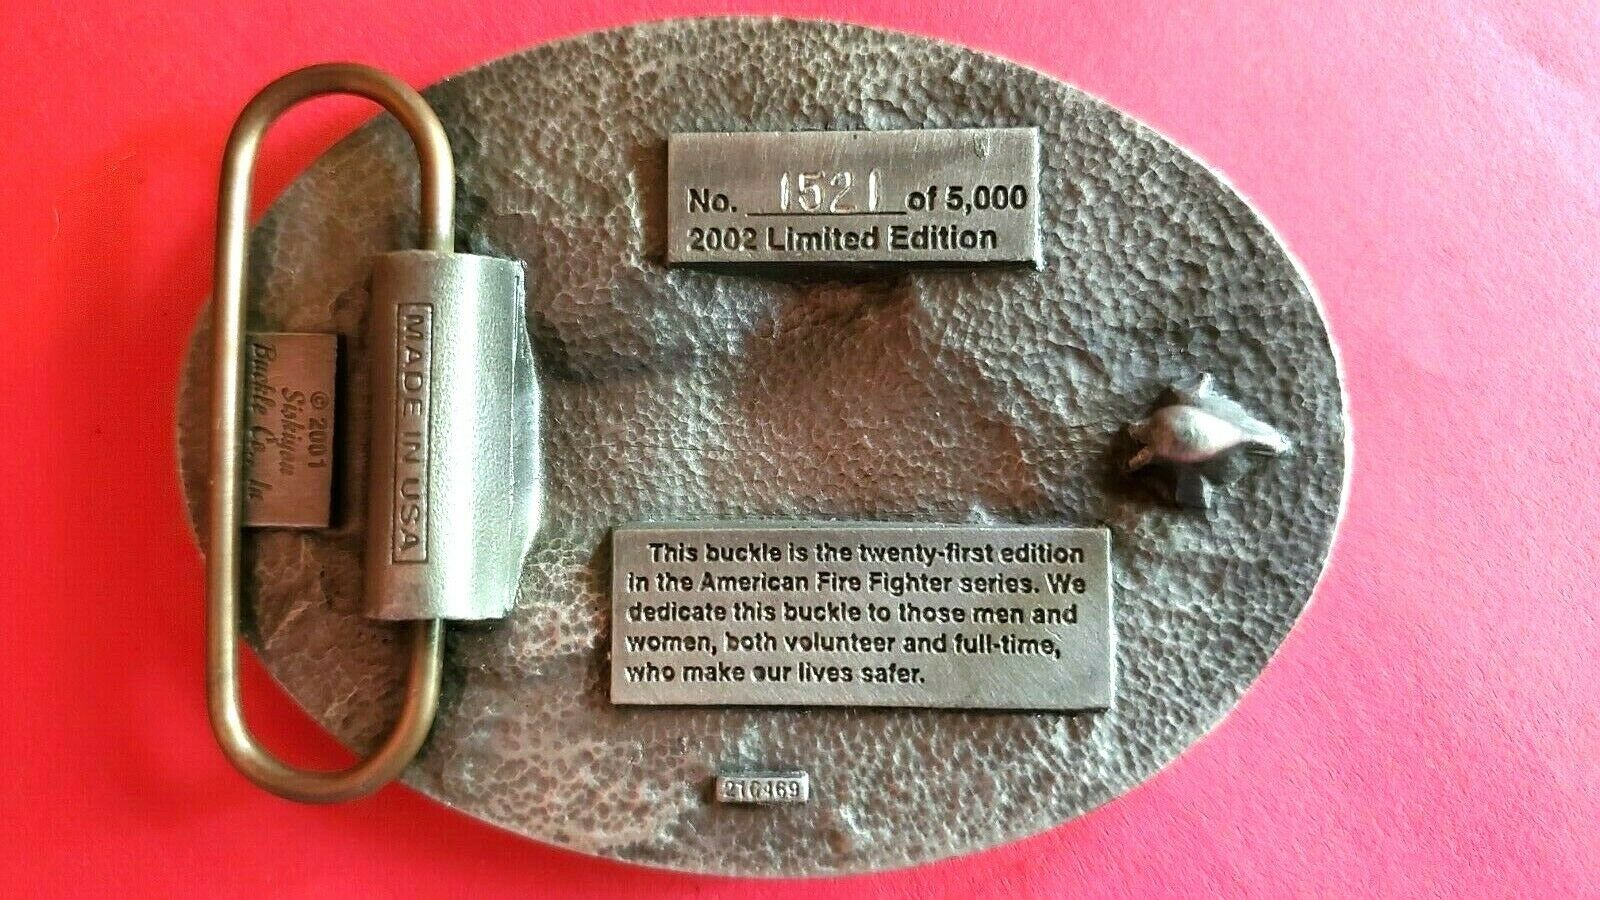 No. 1521 of 5,000
2002 Limited Edition
MADE IN USA
© 2001
Siskiyou
Buckle Co.
This buckle is the twenty-first edition
in the American Fire Fighter series. We
dedicate this buckle to those men and
women, both volunteer and full-time,
who make our lives safer.